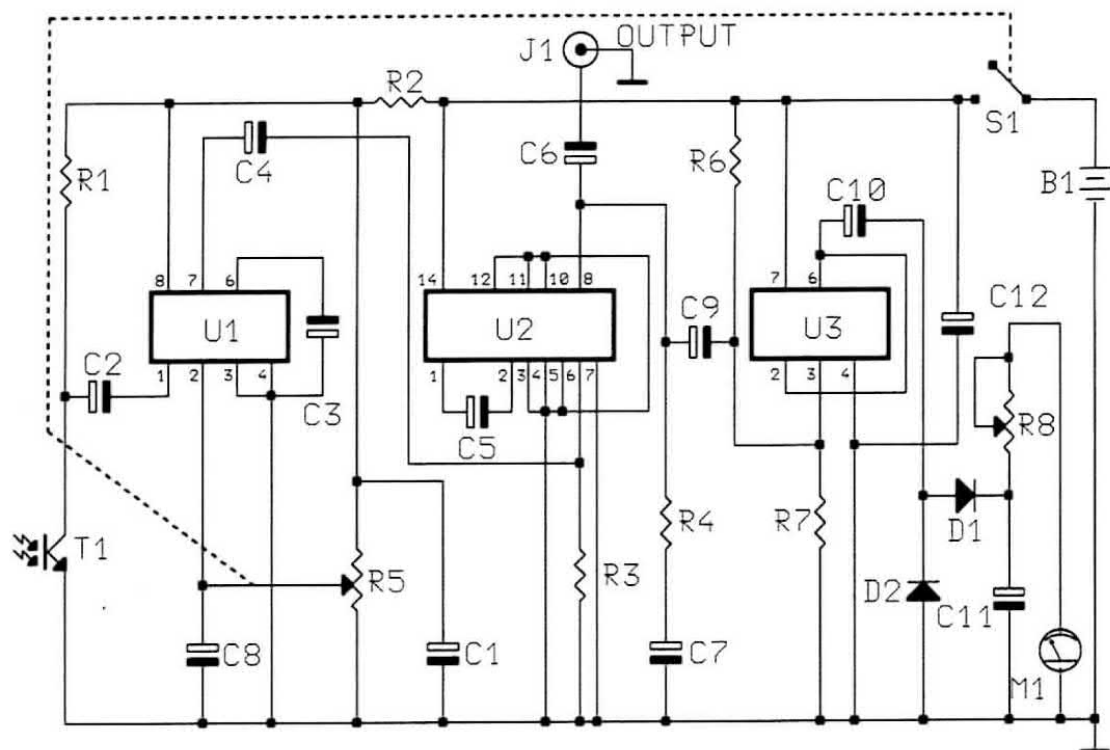 J1 OUTPUT
R2
S1
C4 C6 R6
R1 C10 B1
8 7 6 14 12 11 10 8 7 6
U1 U2 C9 U3 C12
1 2 3 4 1 2 3 4 5 6 7 2 3 4
C2 C3 C5 R8
R4 R7 D1
T1 R5 R3 D2
C11
C8 C1 C7
M1